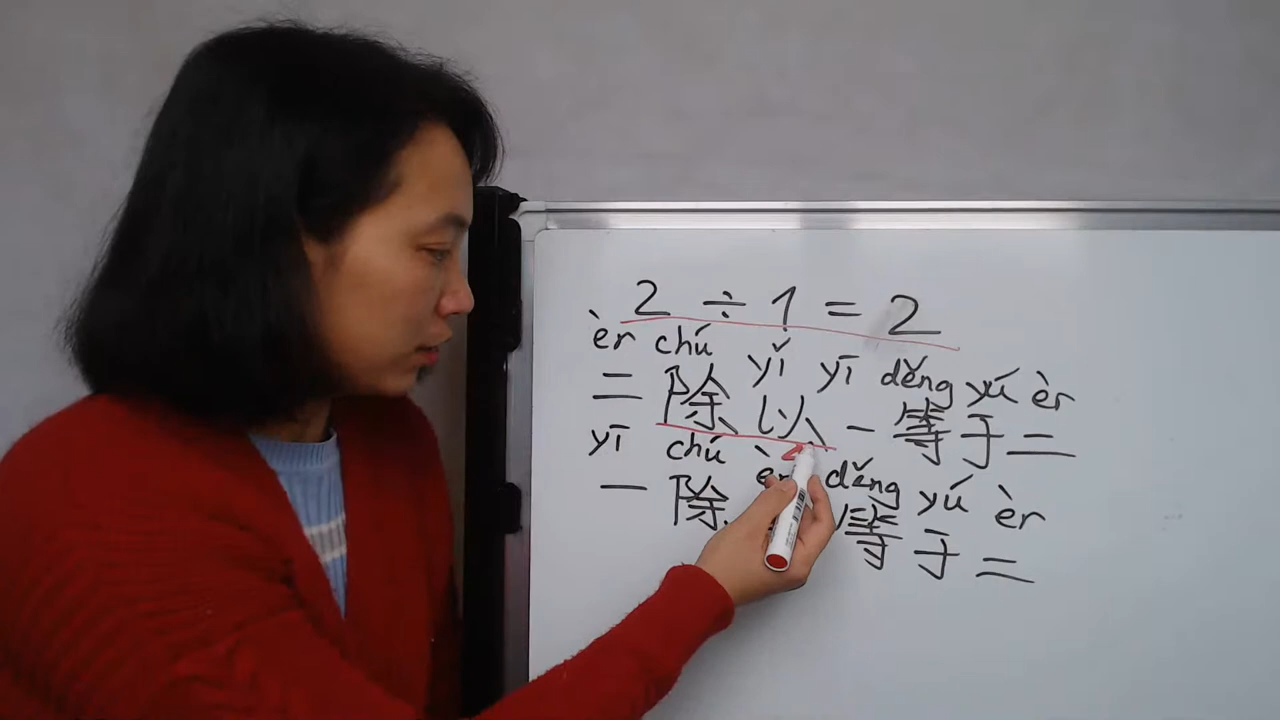 2 ÷ 1 = 2
èr chú yǐ yī děng yú èr
二 除 以 一 等 于 二
yī chú èr děng yú èr
一 除 等 于 二